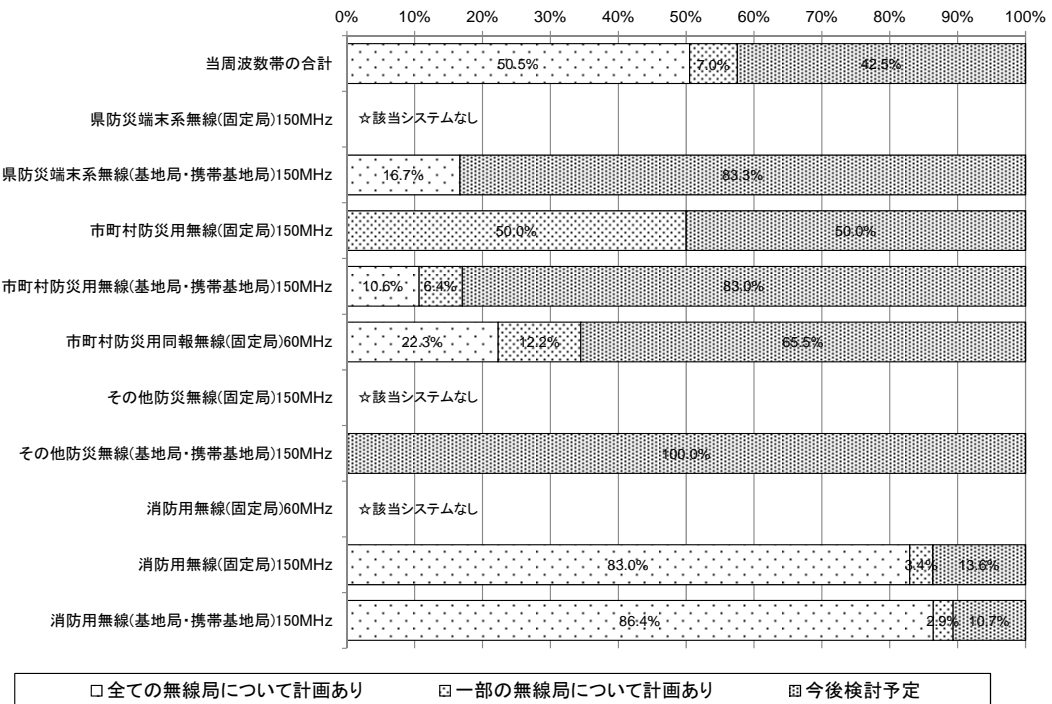 0% 10% 20% 30% 40% 50% 60% 70% 80% 90% 100%
当周波数帯の合計 50.5% 7.0% 42.5%
県防災端末系無線(固定局)150MHz ☆該当システムなし
県防災端末系無線(基地局・携帯基地局)150MHz 16.7% 83.3%
市町村防災用無線(固定局)150MHz 50.0% 50.0%
市町村防災用無線(基地局・携帯基地局)150MHz 10.6% 6.4% 83.0%
市町村防災用同報無線(固定局)60MHz 22.3% 12.2% 65.5%
その他防災無線(固定局)150MHz ☆該当システムなし
その他防災無線(基地局・携帯基地局)150MHz 100.0%
消防用無線(固定局)60MHz ☆該当システムなし
消防用無線(固定局)150MHz 83.0% 3.4% 13.6%
消防用無線(基地局・携帯基地局)150MHz 86.4% 2.9% 10.7%
全ての無線局について計画あり 一部の無線局について計画あり 今後検討予定